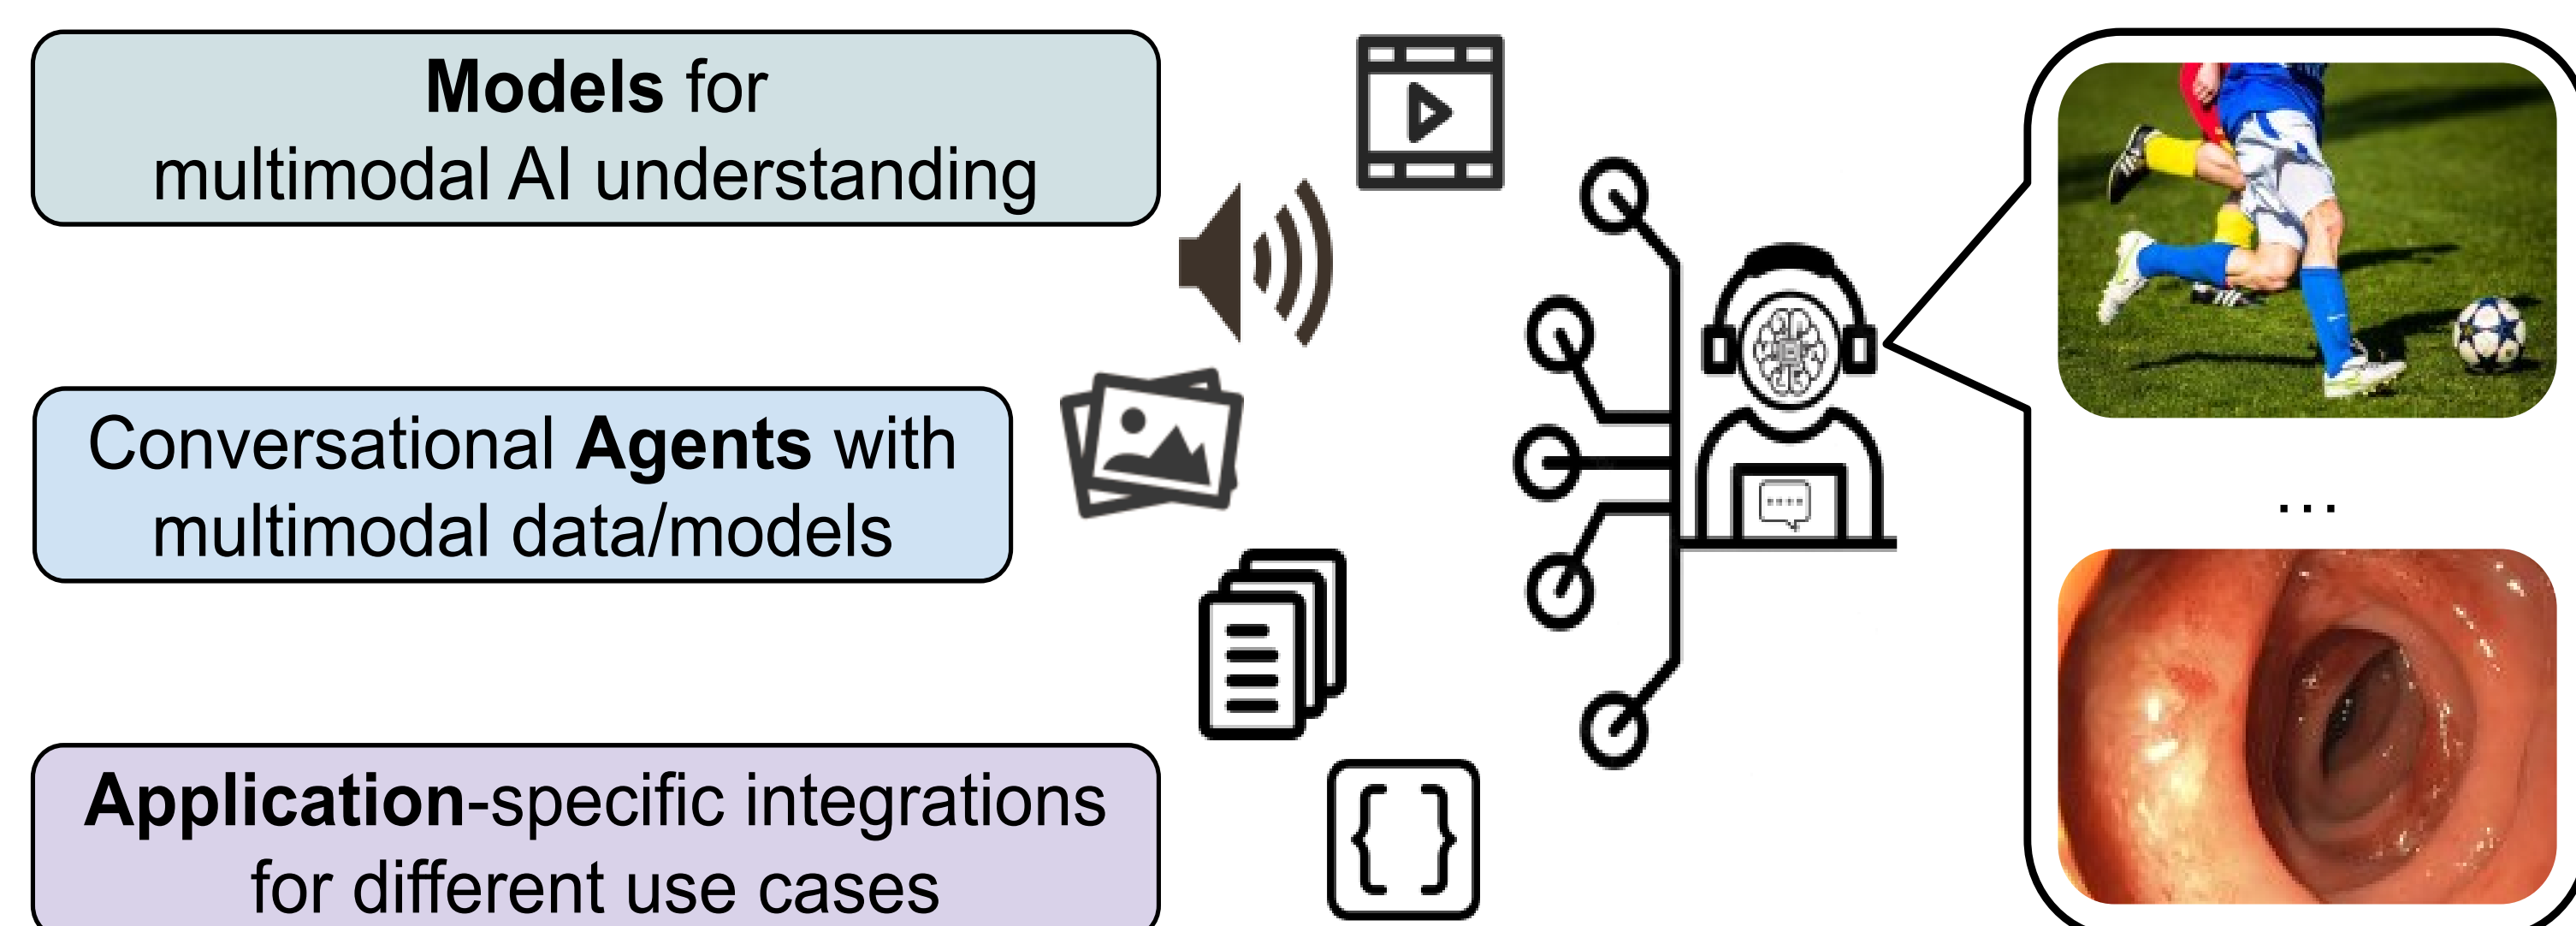 Models for
multimodal AI understanding
Conversational Agents with
multimodal data/models
...
Application-specific integrations
for different use cases